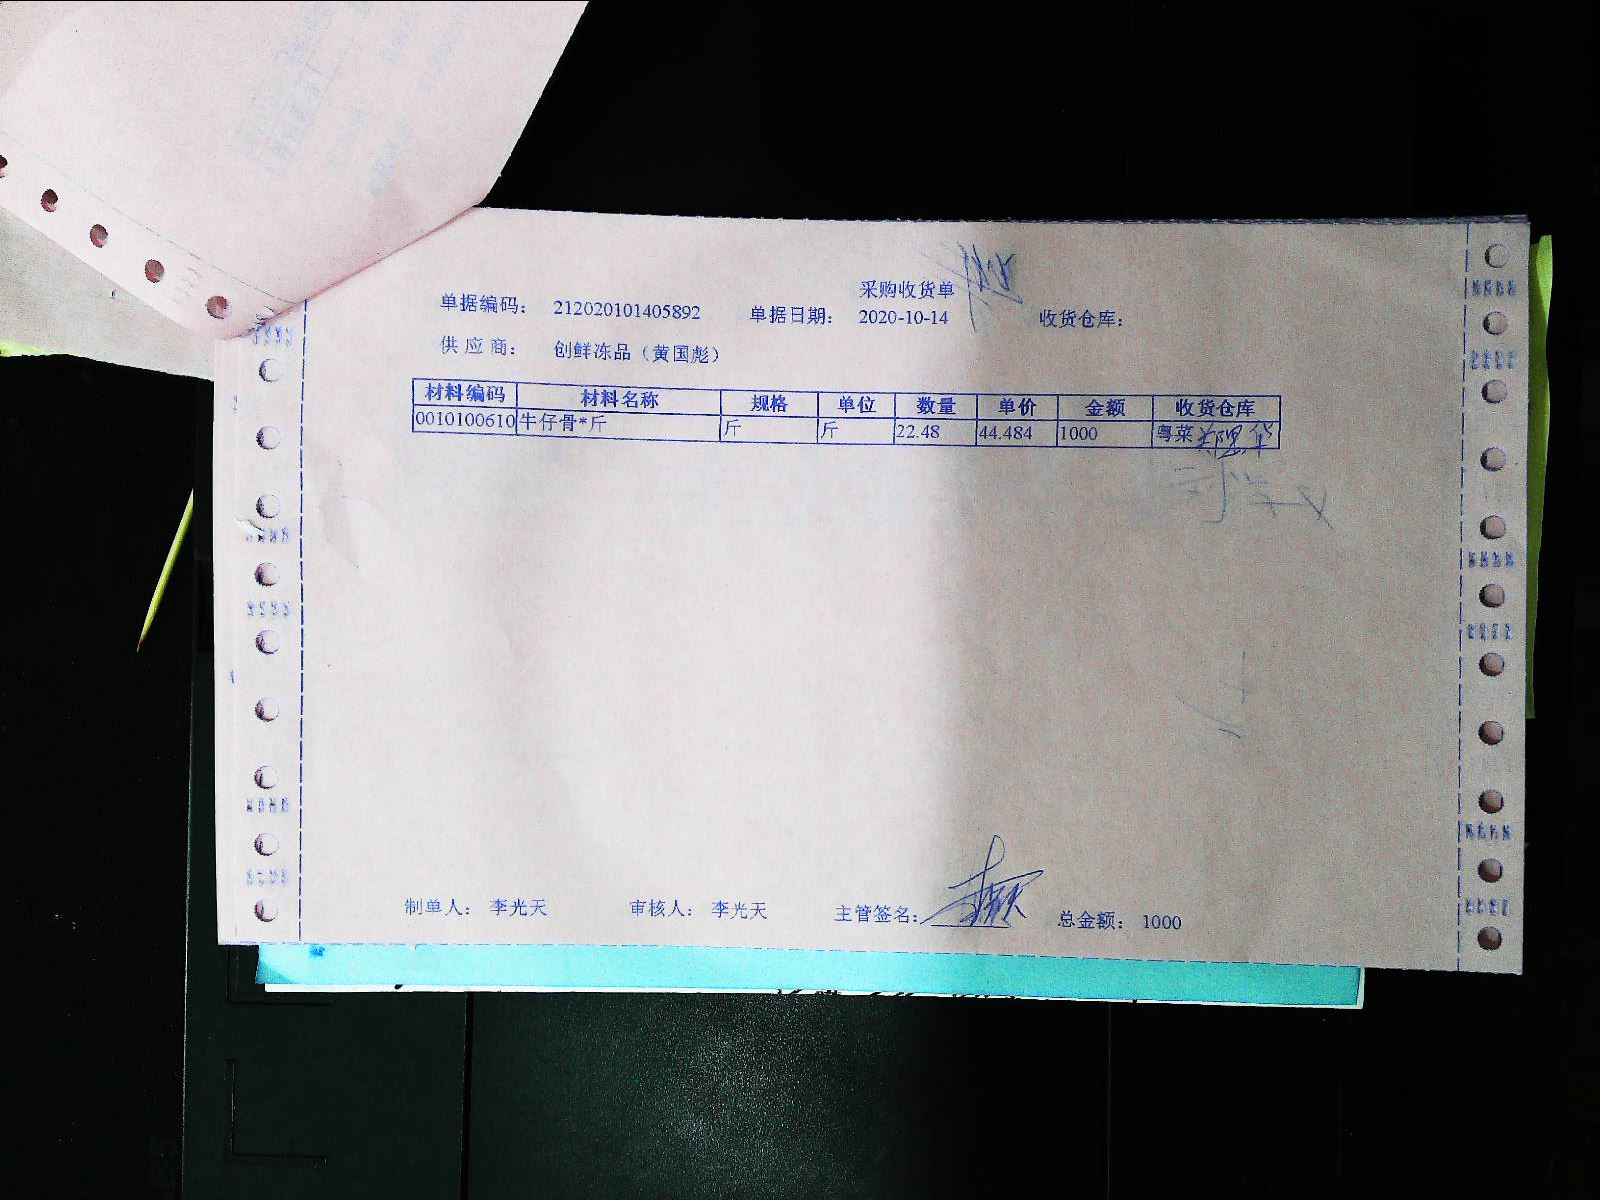 采购收货单
单据编码： 212020101405892 单据日期： 2020-10-14 收货仓库：
供 应 商： 创鲜冻品（黄国彪）
材料编码 材料名称 规格 单位 数量 单价 金额 收货仓库
0010100610 牛仔骨*斤 斤 斤 22.48 44.484 1000 粤菜
制单人： 李光天 审核人： 李光天 主管签名： 总金额： 1000